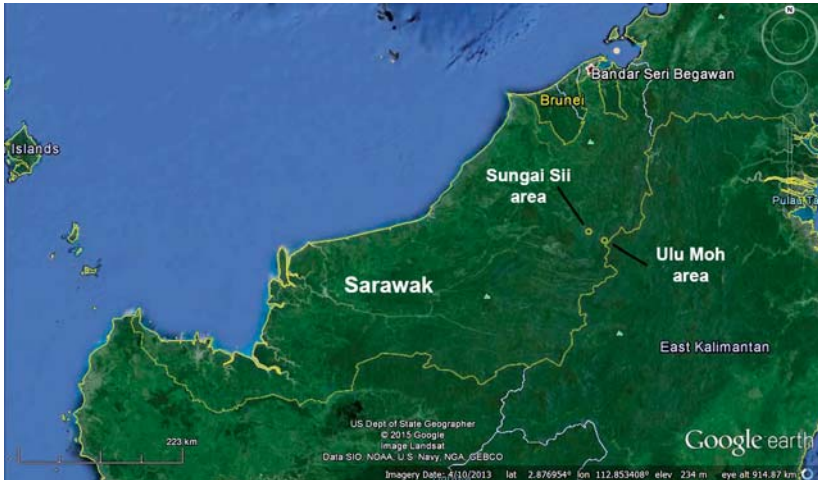 N
Bandar Seri Begawan
Brunei
Islands
Sungai Sii
area
Ulu Moh
area
Sarawak
East Kalimantan
US Dept of State Geographer
© 2015 Google
Image Landsat
Data SIO, NOAA, U.S. Navy, NGA, GEBCO
223 km
Google earth
Imagery Date: 4/10/2013 lat 2.876954° lon 112.853408° elev 234 m eye alt 914.87 km